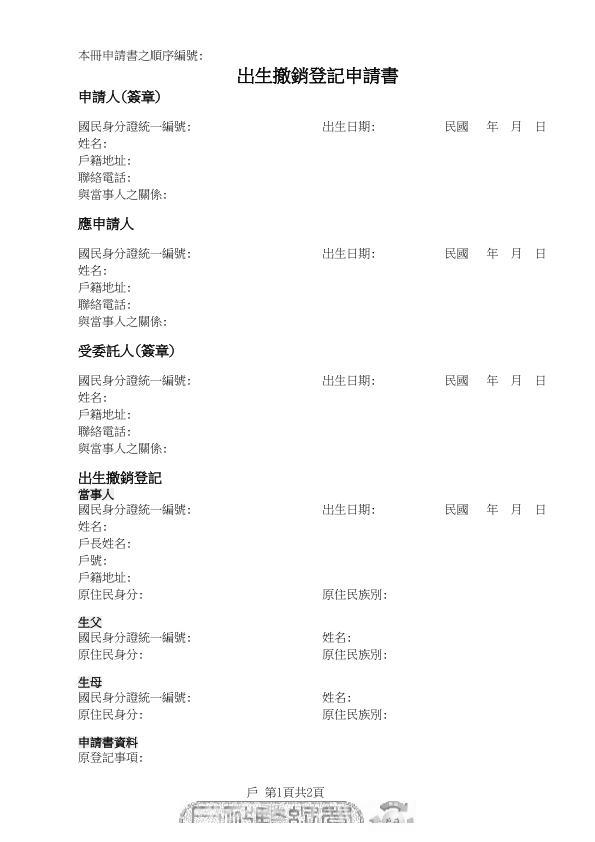 本冊申請書之順序編號:
出生撤銷登記申請書
申請人(簽章)
國民身分證統一編號: 出生日期: 民國 年 月 日
姓名:
戶籍地址:
聯絡電話:
與當事人之關係:
應申請人
國民身分證統一編號: 出生日期: 民國 年 月 日
姓名:
戶籍地址:
聯絡電話:
與當事人之關係:
受委託人(簽章)
國民身分證統一編號: 出生日期: 民國 年 月 日
姓名:
戶籍地址:
聯絡電話:
與當事人之關係:
出生撤銷登記
當事人
國民身分證統一編號: 出生日期: 民國 年 月 日
姓名:
戶長姓名:
戶號:
戶籍地址:
原住民身分: 原住民族別:
生父
國民身分證統一編號: 姓名:
原住民身分: 原住民族別:
生母
國民身分證統一編號: 姓名:
原住民身分: 原住民族別:
申請書資料
原登記事項:
戶 第1頁共2頁